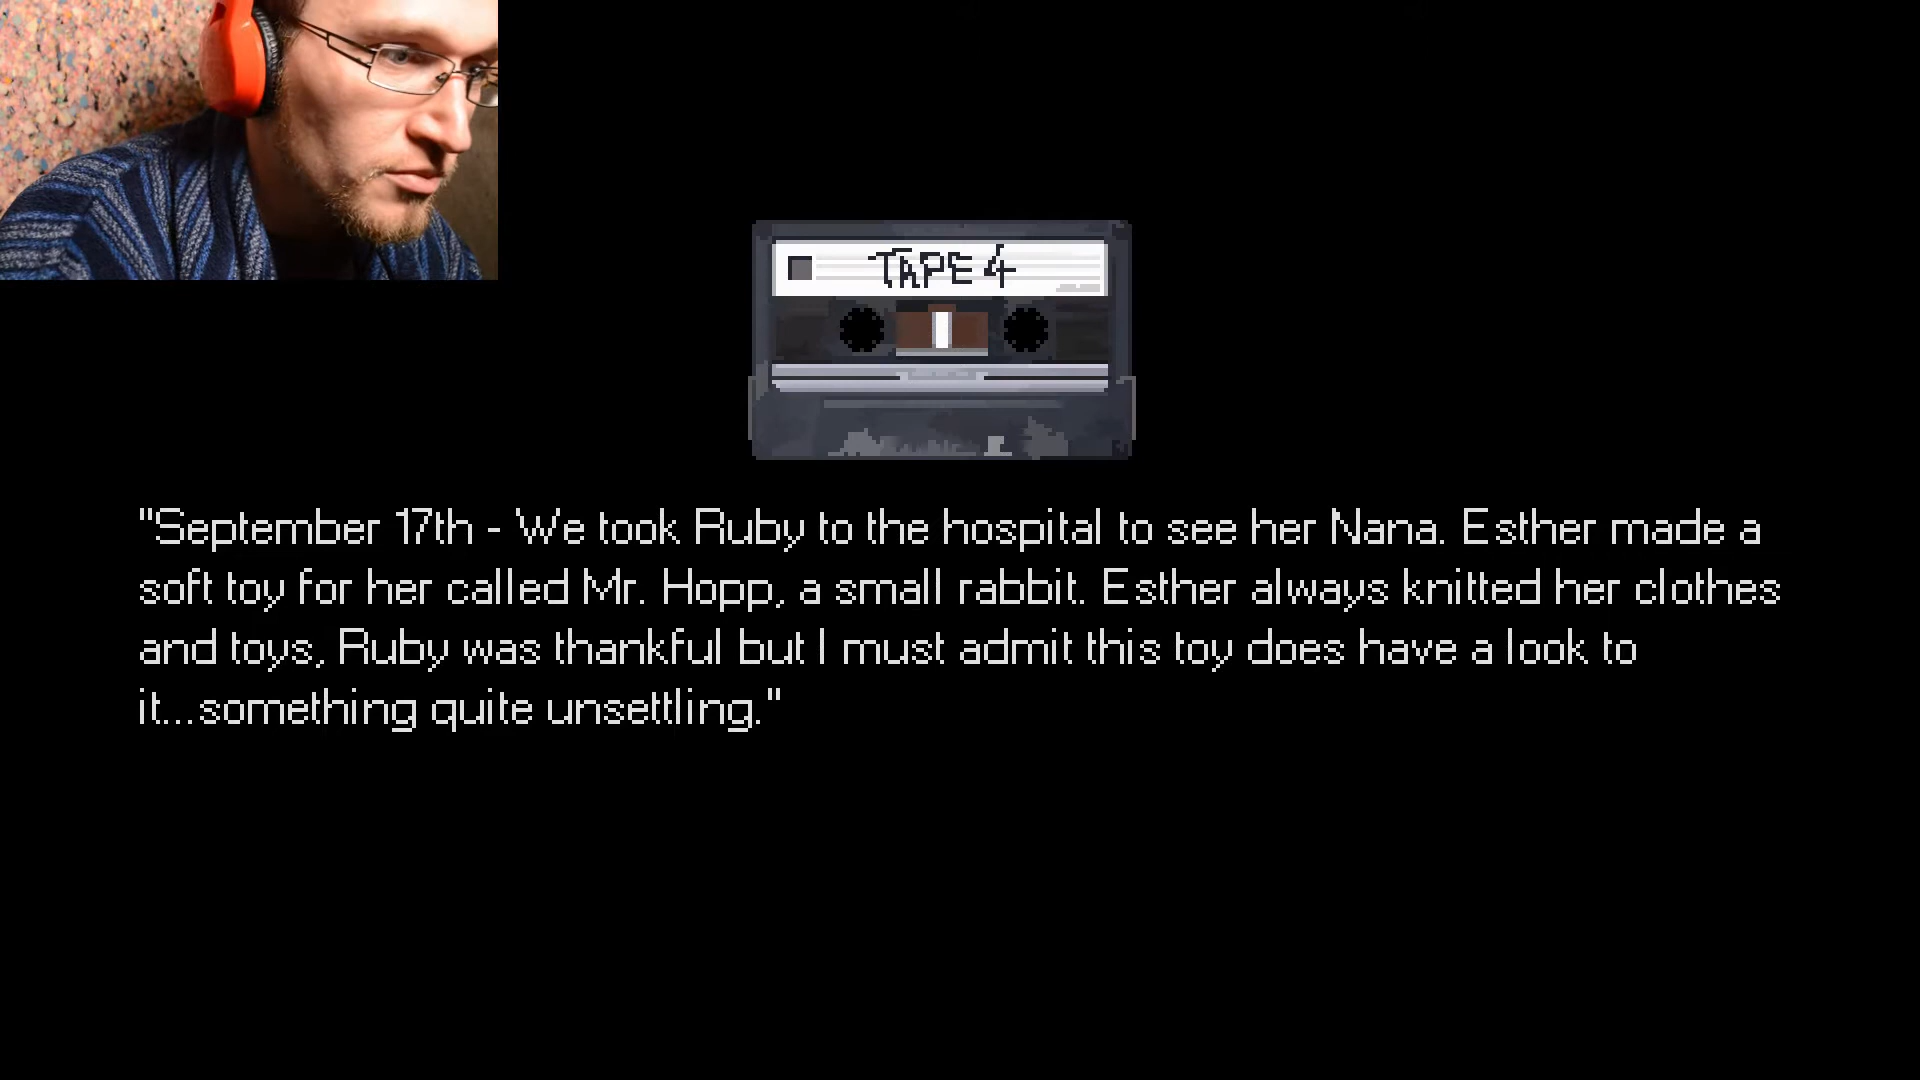 TAPE 4
"September 17th - We took Ruby to the hospital to see her Nana. Esther made a
soft toy for her called Mr. Hopp, a small rabbit. Esther always knitted her clothes
and toys, Ruby was thankful but I must admit this toy does have a look to
it...something quite unsettling."